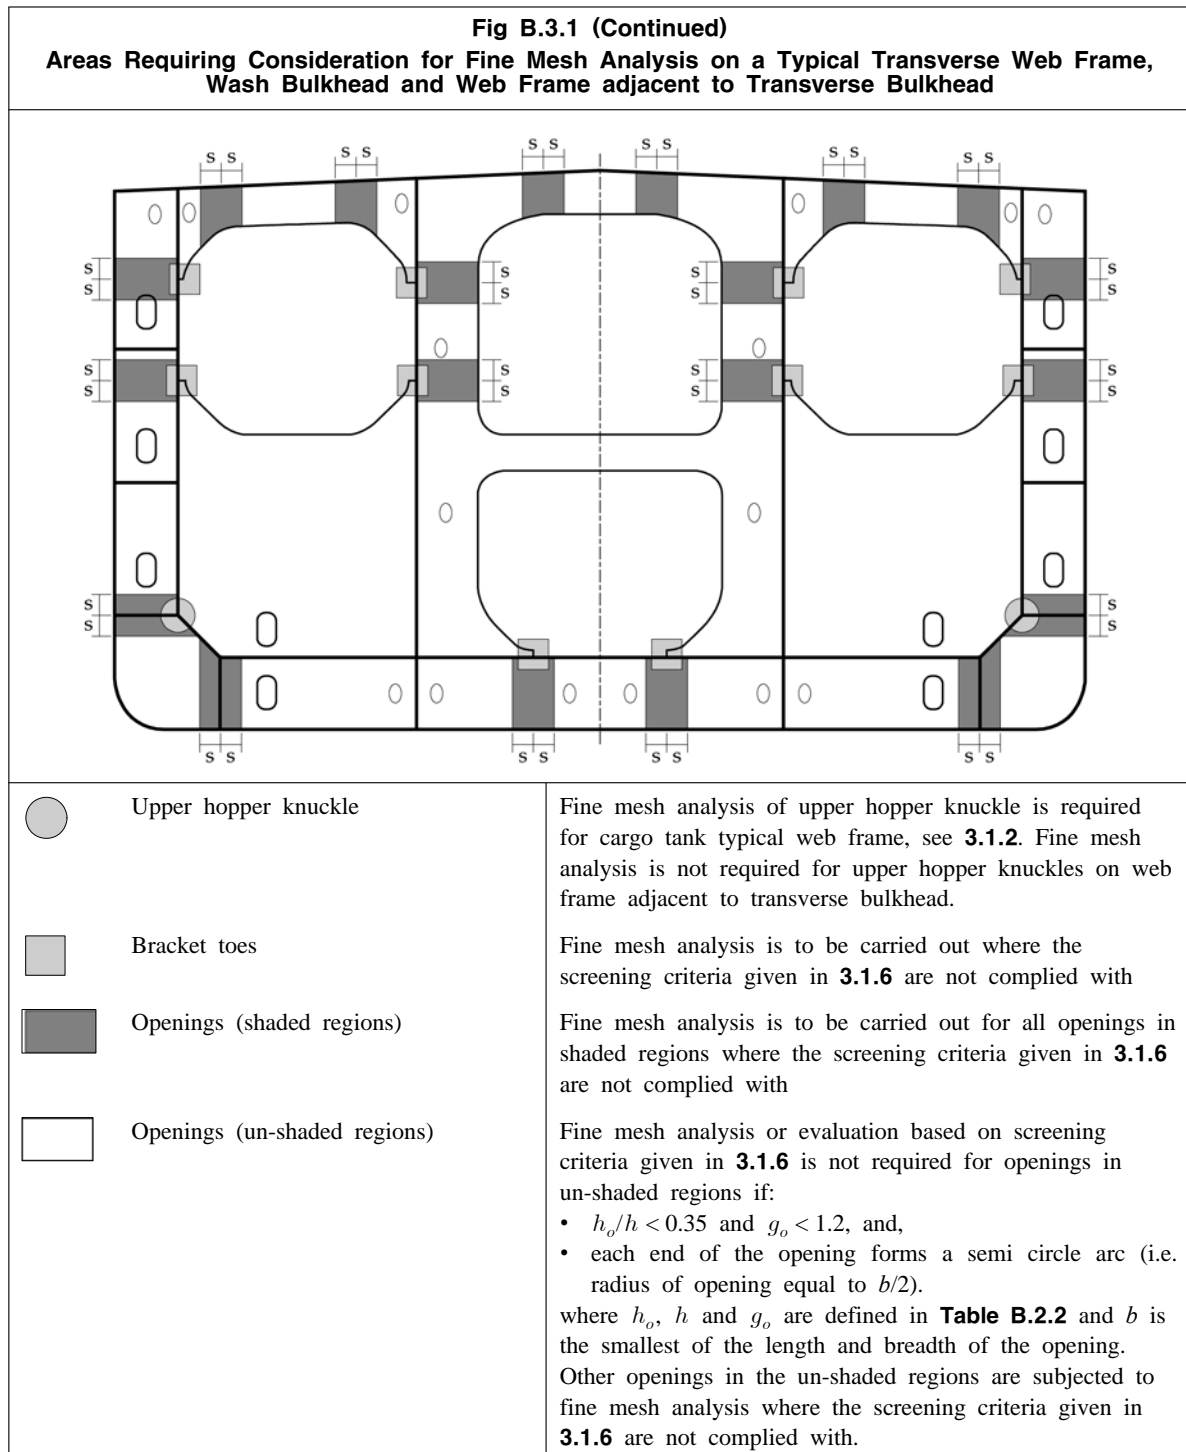 Fig B.3.1 (Continued)
Areas Requiring Consideration for Fine Mesh Analysis on a Typical Transverse Web Frame,
Wash Bulkhead and Web Frame adjacent to Transverse Bulkhead
s s s s s s s s s s s s
s s s s
s s s s
s s s s
s s s s
s s s s
s s s s s s s s
Upper hopper knuckle
Fine mesh analysis of upper hopper knuckle is required
for cargo tank typical web frame, see 3.1.2. Fine mesh
analysis is not required for upper hopper knuckles on web
frame adjacent to transverse bulkhead.
Bracket toes
Fine mesh analysis is to be carried out where the
screening criteria given in 3.1.6 are not complied with
Openings (shaded regions)
Fine mesh analysis is to be carried out for all openings in
shaded regions where the screening criteria given in 3.1.6
are not complied with
Openings (un-shaded regions)
Fine mesh analysis or evaluation based on screening
criteria given in 3.1.6 is not required for openings in
un-shaded regions if:
• h_o/h < 0.35 and g_o < 1.2, and,
• each end of the opening forms a semi circle arc (i.e.
radius of opening equal to b/2).
where h_o, h and g_o are defined in Table B.2.2 and b is
the smallest of the length and breadth of the opening.
Other openings in the un-shaded regions are subjected to
fine mesh analysis where the screening criteria given in
3.1.6 are not complied with.